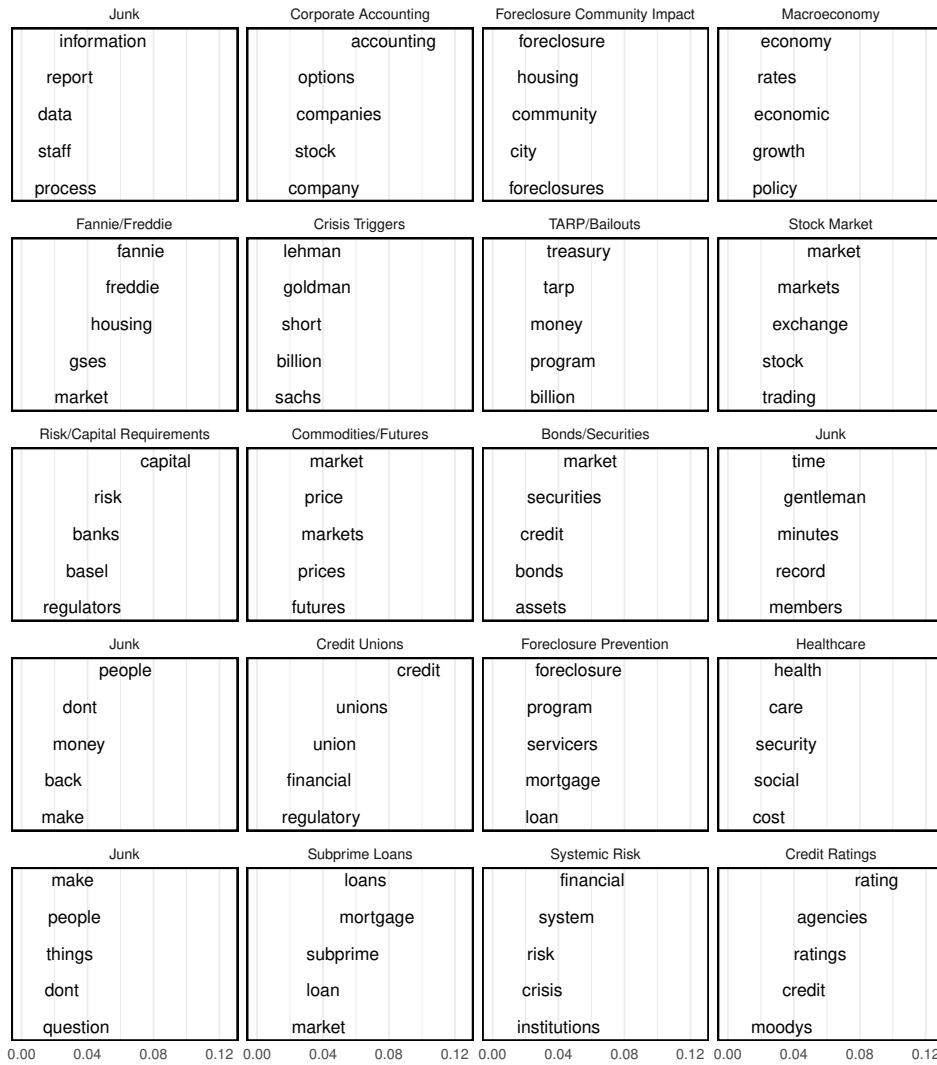 Junk Corporate Accounting Foreclosure Community Impact Macroeconomy
information accounting foreclosure economy
report options housing rates
data companies community economic
staff stock city growth
process company foreclosures policy
Fannie/Freddie Crisis Triggers TARP/Bailouts Stock Market
fannie lehman treasury market
freddie goldman tarp markets
housing short money exchange
gses billion program stock
market sachs billion trading
Risk/Capital Requirements Commodities/Futures Bonds/Securities Junk
capital market market time
risk price securities gentleman
banks markets credit minutes
basel prices bonds record
regulators futures assets members
Junk Credit Unions Foreclosure Prevention Healthcare
people credit foreclosure health
dont unions program care
money union servicers security
back financial mortgage social
make regulatory loan cost
Junk Subprime Loans Systemic Risk Credit Ratings
make loans financial rating
people mortgage system agencies
things subprime risk ratings
dont loan crisis credit
question market institutions moodys
0.00 0.04 0.08 0.12 0.00 0.04 0.08 0.12 0.00 0.04 0.08 0.12 0.00 0.04 0.08 0.12